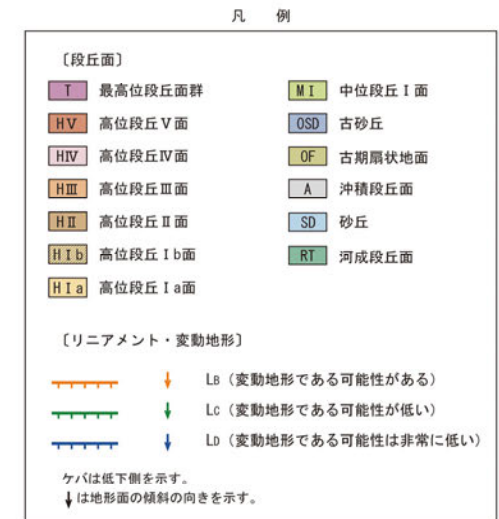 凡 例
〔段丘面〕
T 最高位段丘面群
HⅤ 高位段丘Ⅴ面
HⅣ 高位段丘Ⅳ面
HⅢ 高位段丘Ⅲ面
HⅡ 高位段丘Ⅱ面
HⅠb 高位段丘Ⅰb面
HⅠa 高位段丘Ⅰa面
MⅠ 中位段丘Ⅰ面
OSD 古砂丘
OF 古期扇状地面
A 沖積段丘面
SD 砂丘
RT 河成段丘面
〔リニアメント・変動地形〕
LB（変動地形である可能性がある）
LC（変動地形である可能性が低い）
LD（変動地形である可能性は非常に低い）
ケバは低下側を示す。
↓は地形面の傾斜の向きを示す。